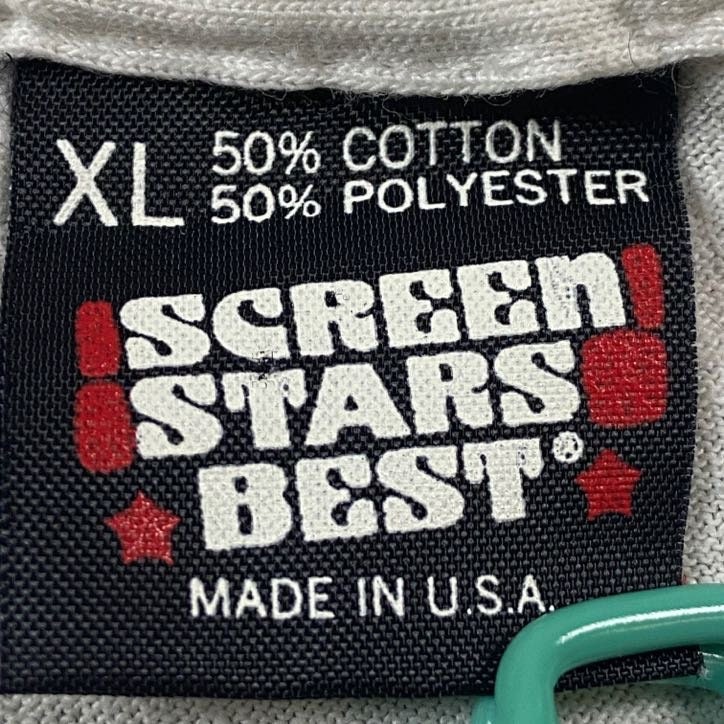 XL 50% COTTON
50% POLYESTER
SCREEN
STARS
BEST®
MADE IN U.S.A.